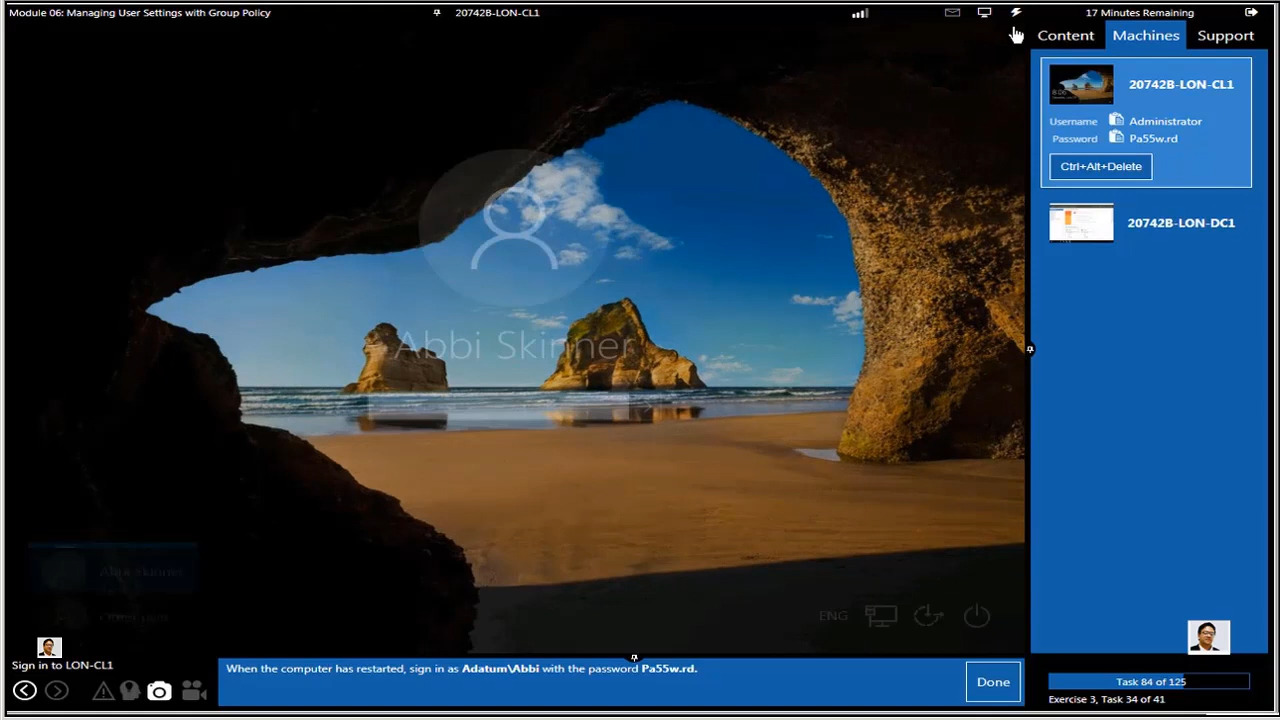 Module 06: Managing User Settings with Group Policy
20742B-LON-CL1
17 Minutes Remaining
Content
Machines
Support
20742B-LON-CL1
Username Administrator
Password Pa55w.rd
Ctrl+Alt+Delete
20742B-LON-DC1
Abbi Skinner
Abbi Skinner
ENG
Sign in to LON-CL1
When the computer has restarted, sign in as Adatum\Abbi with the password Pa55w.rd.
Done
Task 84 of 125
Exercise 3, Task 34 of 41